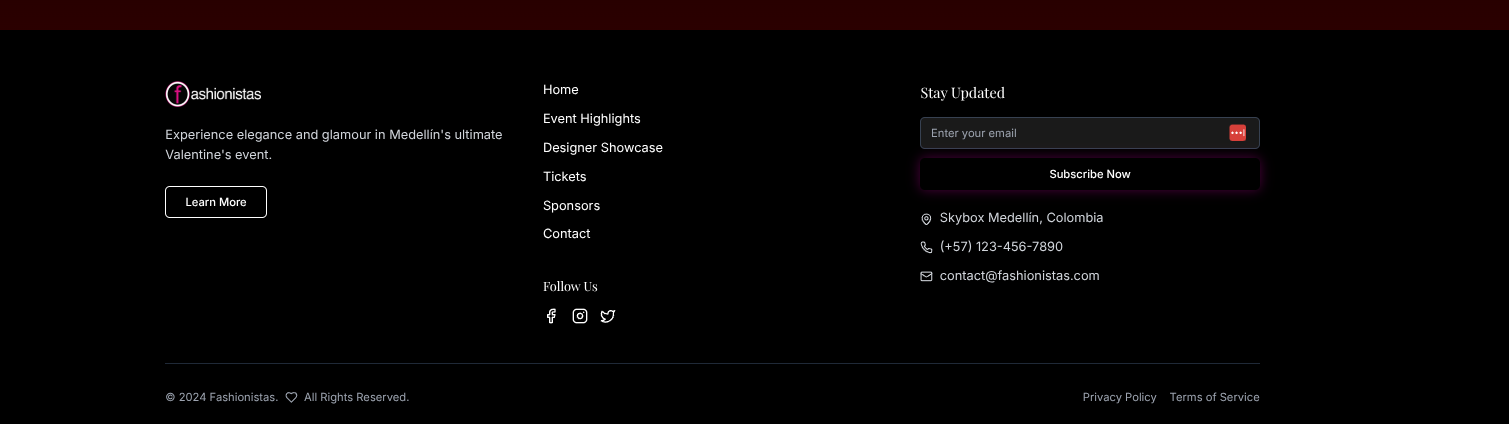 fashionistas
Experience elegance and glamour in Medellín's ultimate
Valentine's event.
Learn More
Home
Event Highlights
Designer Showcase
Tickets
Sponsors
Contact
Follow Us
Stay Updated
Enter your email
Subscribe Now
Skybox Medellín, Colombia
(+57) 123-456-7890
contact@fashionistas.com
© 2024 Fashionistas. All Rights Reserved.
Privacy Policy Terms of Service